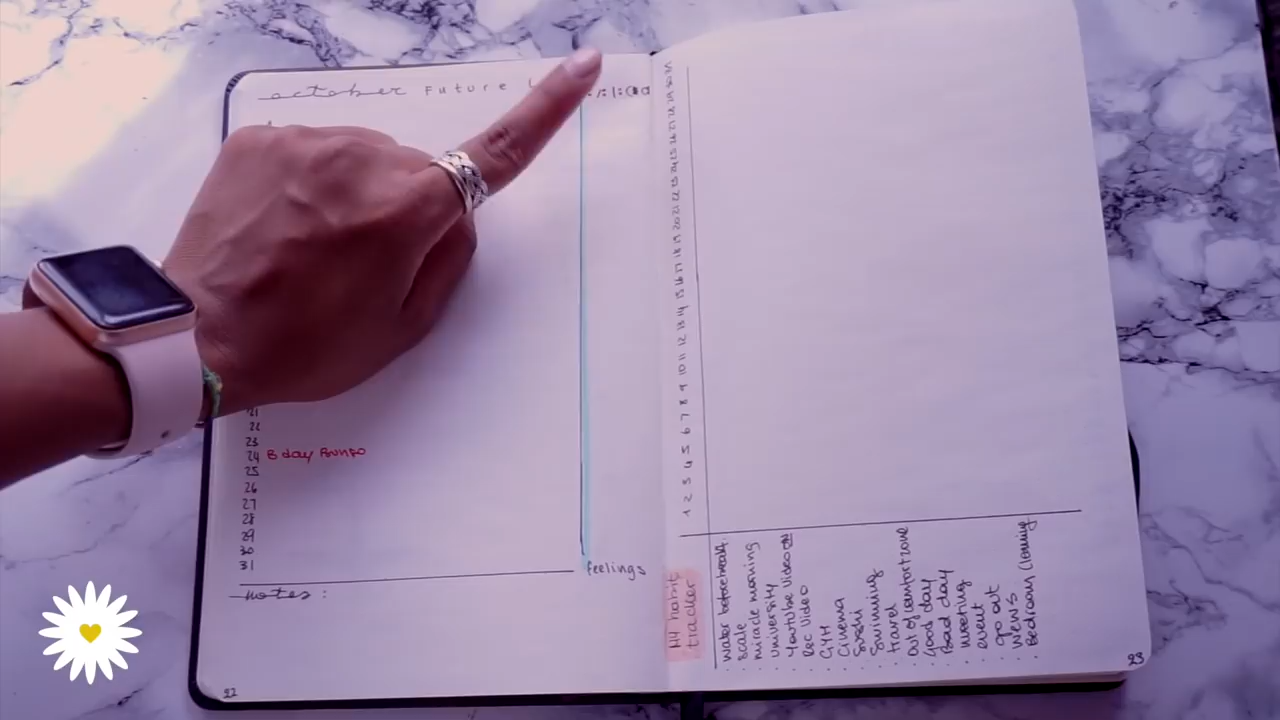 october Future
21
22
23
24 B day
25
26
27
28
29
30
31
feelings
notes :
22
1 2 3 4 5 6 7 8 9 10 11 12 13 14 15 16 17 18 19 20 21 22 23 24 25 26 27 28 29 30 31
My habit
tracker
. water before breakf.
. scale
. miracle morning
. university
. YouTube video
. Rec video
. GYM
. Cinema
. Sushi
. Swimming
. travel
. Out of comfort zone
. Good day
. Bad day
. meeting
. event
. go out
. News
. Bedroom Cleaning
23